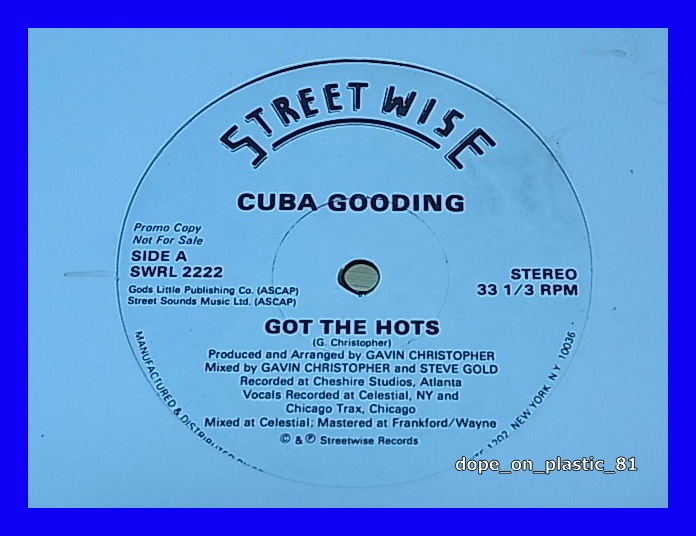 STREETWISE
CUBA GOODING
Promo Copy
Not For Sale
SIDE A
SWRL 2222
Gods Little Publishing Co. (ASCAP)
Street Sounds Music Ltd. (ASCAP)
STEREO
33 1/3 RPM
GOT THE HOTS
(G. Christopher)
Produced and Arranged by GAVIN CHRISTOPHER
Mixed by GAVIN CHRISTOPHER and STEVE GOLD
Recorded at Cheshire Studios, Atlanta
Vocals Recorded at Celestial, NY and
Chicago Trax, Chicago
Mixed at Celestial; Mastered at Frankford/Wayne
© & ℗ Streetwise Records
MANUFACTURED & DISTRIBUTED
1202, NEW YORK, NY 10036
dope_on_plastic_81